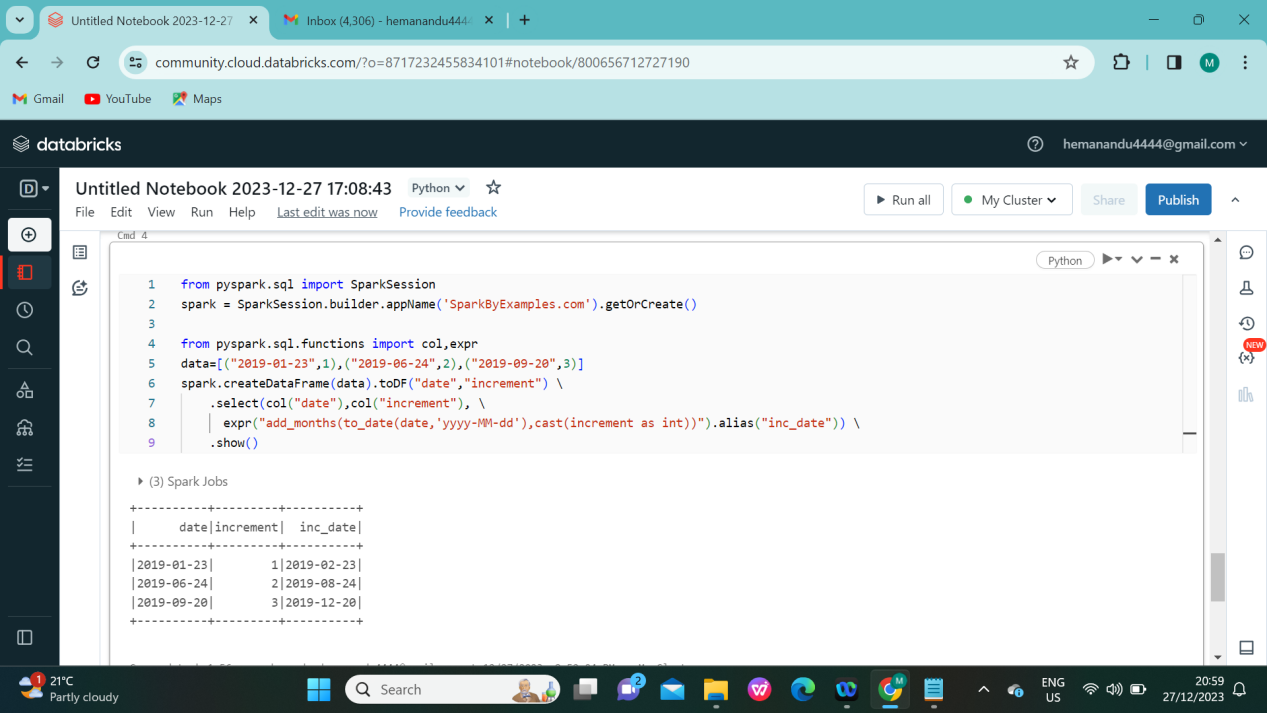 Untitled Notebook 2023-12-27
Inbox (4,306) - hemanandu4444
community.cloud.databricks.com/?o=8717232455834101#notebook/800656712727190
M
Gmail
YouTube
Maps
databricks
hemanandu4444@gmail.com
D
Untitled Notebook 2023-12-27 17:08:43
Python
File Edit View Run Help Last edit was now Provide feedback
Run all
My Cluster
Share
Publish
Cmd 4
Python
NEW
1 from pyspark.sql import SparkSession
2 spark = SparkSession.builder.appName('SparkByExamples.com').getOrCreate()
3
4 from pyspark.sql.functions import col,expr
5 data=[("2019-01-23",1),("2019-06-24",2),("2019-09-20",3)]
6 spark.createDataFrame(data).toDF("date","increment") \
7 .select(col("date"),col("increment"), \
8 expr("add_months(to_date(date,'yyyy-MM-dd'),cast(increment as int))").alias("inc_date")) \
9 .show()
(3) Spark Jobs
+----------+---------+----------+
|      date|increment|  inc_date|
+----------+---------+----------+
|2019-01-23|        1|2019-02-23|
|2019-06-24|        2|2019-08-24|
|2019-09-20|        3|2019-12-20|
+----------+---------+----------+
1
21°C
Partly cloudy
Search
2
M
ENG
US
20:59
27/12/2023